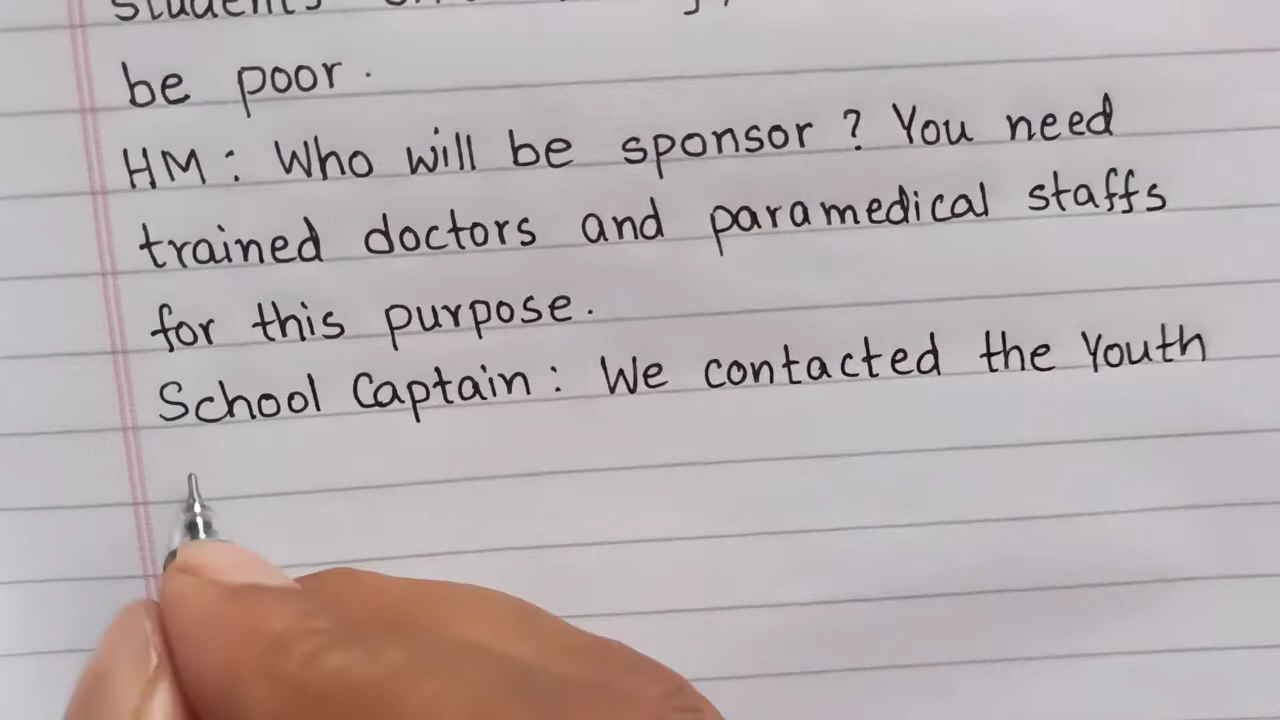 students
be poor.
HM : Who will be sponsor ? You need
trained doctors and paramedical staffs
for this purpose.
School Captain : We contacted the Youth